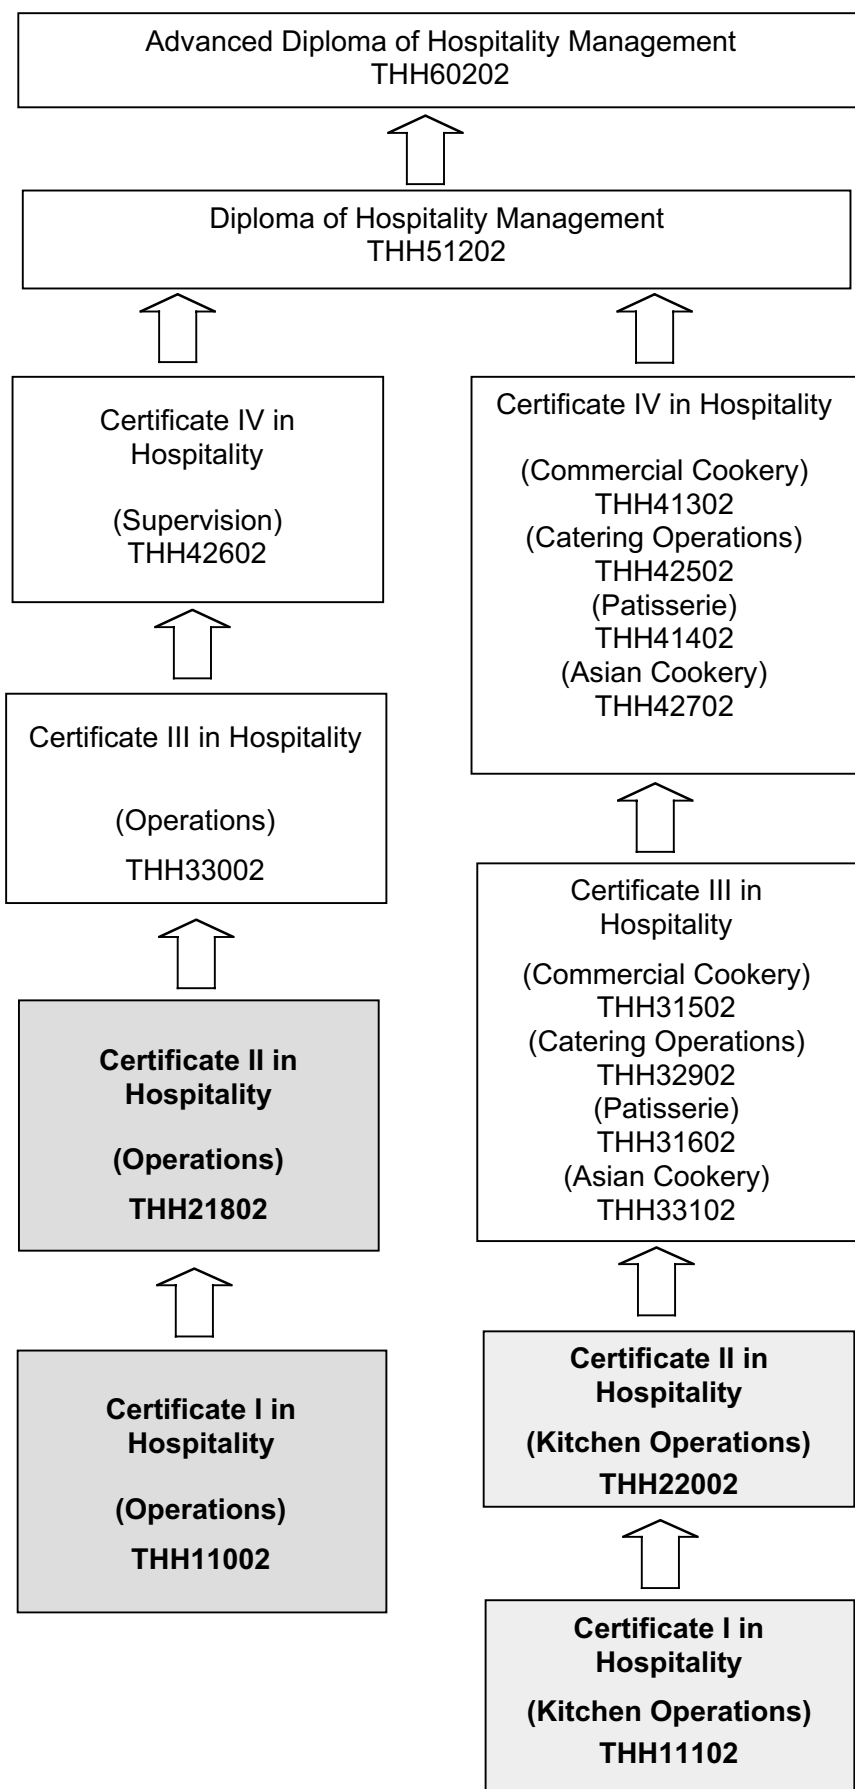 Advanced Diploma of Hospitality Management
THH60202
Diploma of Hospitality Management
THH51202
Certificate IV in
Hospitality
(Supervision)
THH42602
Certificate III in Hospitality
(Operations)
THH33002
Certificate II in
Hospitality
(Operations)
THH21802
Certificate I in
Hospitality
(Operations)
THH11002
Certificate IV in Hospitality
(Commercial Cookery)
THH41302
(Catering Operations)
THH42502
(Patisserie)
THH41402
(Asian Cookery)
THH42702
Certificate III in
Hospitality
(Commercial Cookery)
THH31502
(Catering Operations)
THH32902
(Patisserie)
THH31602
(Asian Cookery)
THH33102
Certificate II in
Hospitality
(Kitchen Operations)
THH22002
Certificate I in
Hospitality
(Kitchen Operations)
THH11102